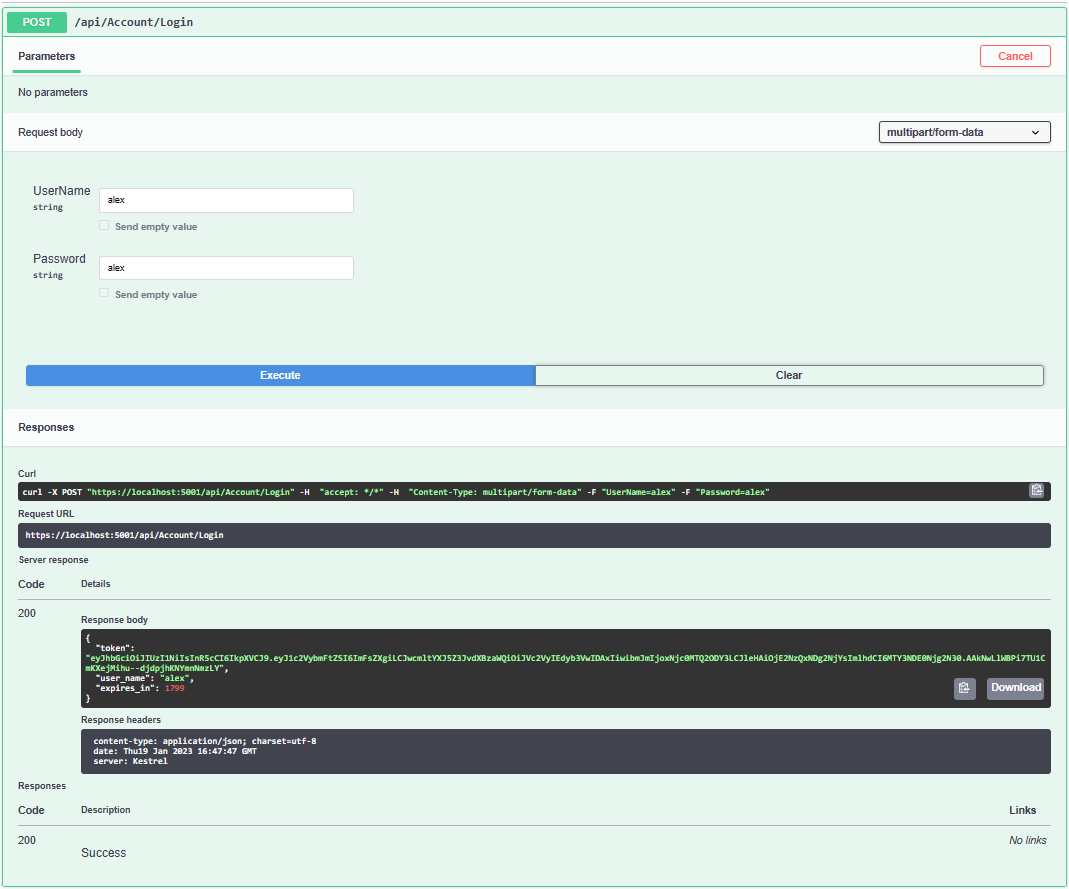 POST /api/Account/Login
Parameters
Cancel
No parameters
Request body
multipart/form-data
UserName
string
alex
Send empty value
Password
string
alex
Send empty value
Execute
Clear
Responses
Curl
curl -X POST "https://localhost:5001/api/Account/Login" -H  "accept: */*" -H  "Content-Type: multipart/form-data" -F "UserName=alex" -F "Password=alex"
Request URL
https://localhost:5001/api/Account/Login
Server response
Code Details
200
Response body
{
"token":
"user_name": "alex",
"expires_in": 1799
}
Download
Response headers
content-type: application/json; charset=utf-8
date: Thu19 Jan 2023 16:47:47 GMT
server: Kestrel
Responses
Code Description Links
200
Success
No links